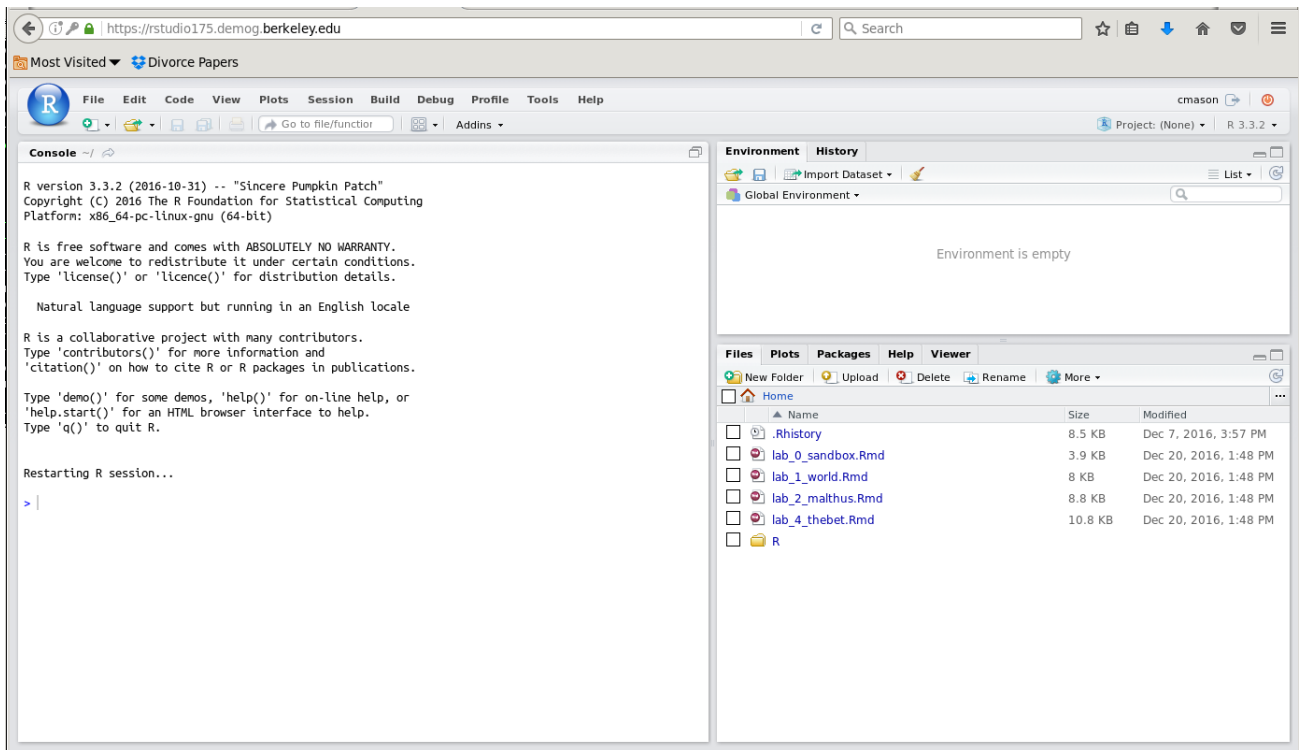 https://rstudio175.demog.berkeley.edu
Search
Most Visited
Divorce Papers
R
File Edit Code View Plots Session Build Debug Profile Tools Help
cmason
Go to file/functior
Addins
Project: (None)
R 3.3.2
Console ~/
R version 3.3.2 (2016-10-31) -- "Sincere Pumpkin Patch"
Copyright (C) 2016 The R Foundation for Statistical Computing
Platform: x86_64-pc-linux-gnu (64-bit)
R is free software and comes with ABSOLUTELY NO WARRANTY.
You are welcome to redistribute it under certain conditions.
Type 'license()' or 'licence()' for distribution details.
Natural language support but running in an English locale
R is a collaborative project with many contributors.
Type 'contributors()' for more information and
'citation()' on how to cite R or R packages in publications.
Type 'demo()' for some demos, 'help()' for on-line help, or
'help.start()' for an HTML browser interface to help.
Type 'q()' to quit R.
Restarting R session...
>
Environment History
Import Dataset
List
Global Environment
Environment is empty
Files Plots Packages Help Viewer
New Folder Upload Delete Rename More
Home ...
Name Size Modified
.Rhistory 8.5 KB Dec 7, 2016, 3:57 PM
lab_0_sandbox.Rmd 3.9 KB Dec 20, 2016, 1:48 PM
lab_1_world.Rmd 8 KB Dec 20, 2016, 1:48 PM
lab_2_malthus.Rmd 8.8 KB Dec 20, 2016, 1:48 PM
lab_4_thebet.Rmd 10.8 KB Dec 20, 2016, 1:48 PM
R